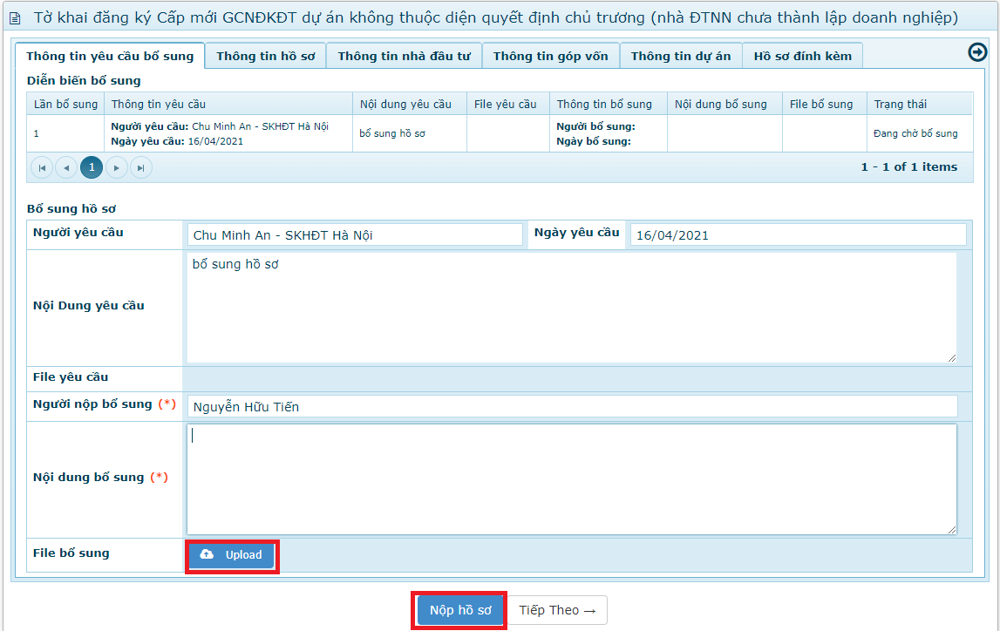 Tờ khai đăng ký Cấp mới GCNĐKĐT dự án không thuộc diện quyết định chủ trương (nhà ĐTNN chưa thành lập doanh nghiệp)
Thông tin yêu cầu bổ sung Thông tin hồ sơ Thông tin nhà đầu tư Thông tin góp vốn Thông tin dự án Hồ sơ đính kèm
Diễn biến bổ sung
Lần bổ sung Thông tin yêu cầu Nội dung yêu cầu File yêu cầu Thông tin bổ sung Nội dung bổ sung File bổ sung Trạng thái
1 Người yêu cầu: Chu Minh An - SKHĐT Hà Nội bổ sung hồ sơ Người bổ sung: Đang chờ bổ sung
Ngày yêu cầu: 16/04/2021 Ngày bổ sung:
1 1 - 1 of 1 items
Bổ sung hồ sơ
Người yêu cầu Chu Minh An - SKHĐT Hà Nội Ngày yêu cầu 16/04/2021
Nội Dung yêu cầu bổ sung hồ sơ
File yêu cầu
Người nộp bổ sung (*) Nguyễn Hữu Tiến
Nội dung bổ sung (*)
File bổ sung Upload
Nộp hồ sơ Tiếp Theo →